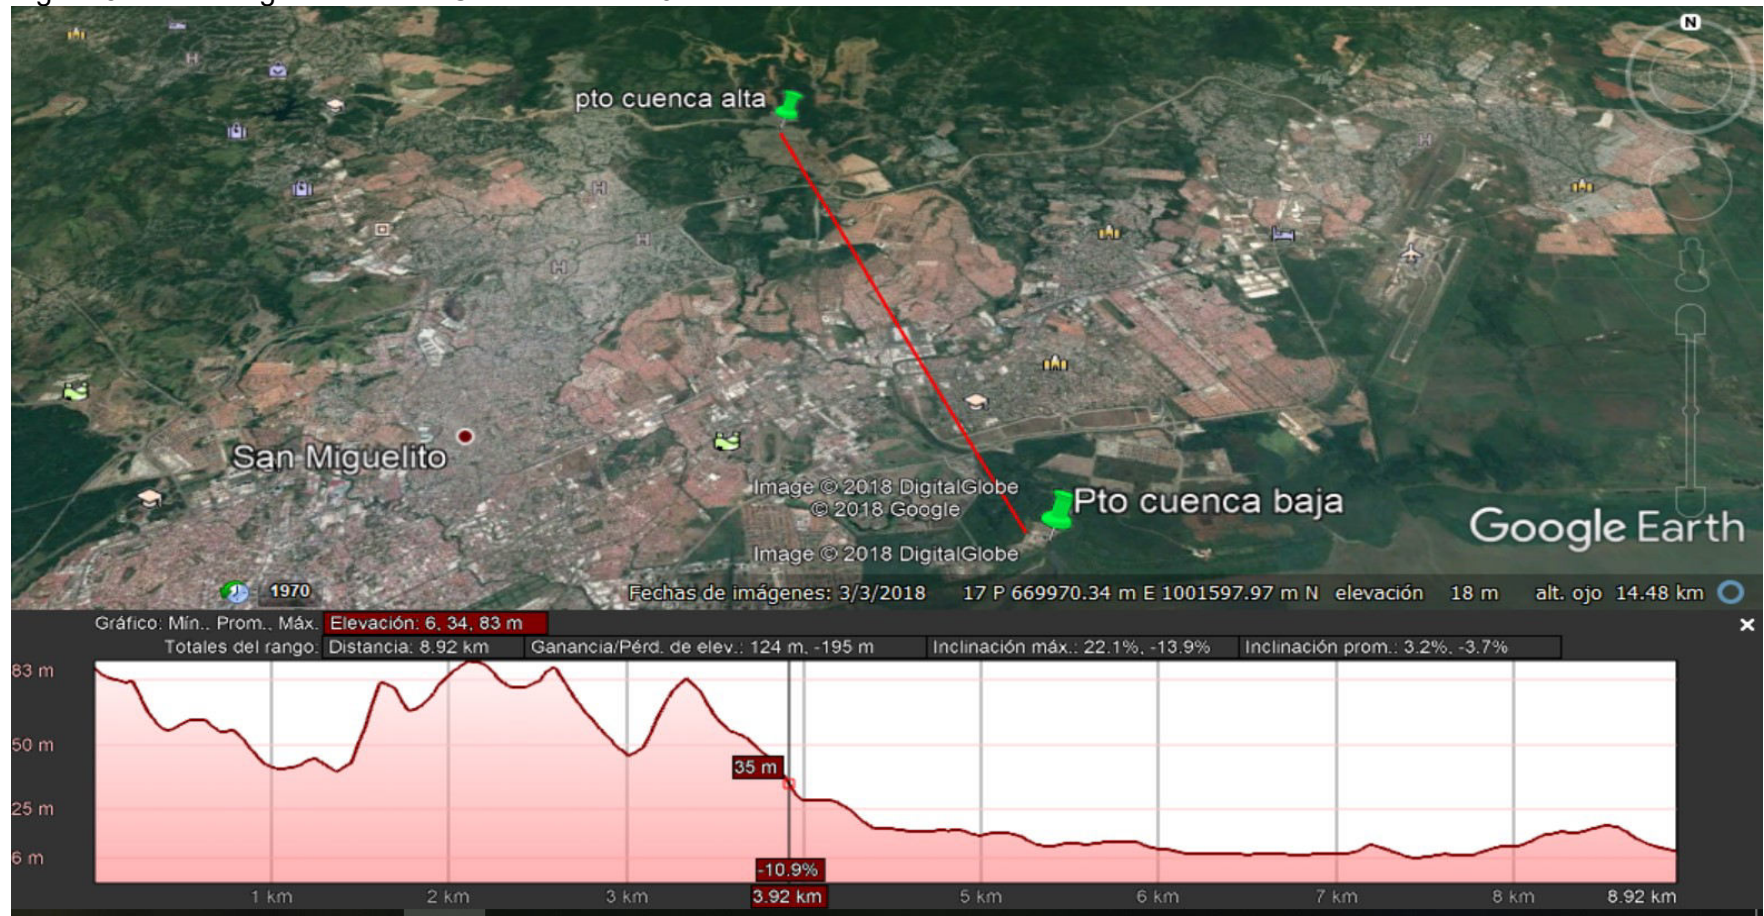 N
pto cuenca alta
San Miguelito
Image © 2018 DigitalGlobe
© 2018 Google
Pto cuenca baja
Google Earth
Image © 2018 DigitalGlobe
1970
Fechas de imágenes: 3/3/2018 17 P 669970.34 m E 1001597.97 m N elevación 18 m alt. ojo 14.48 km
Gráfico: Mín., Prom., Máx. Elevación: 6, 34, 83 m
Totales del rango: Distancia: 8.92 km Ganancia/Pérd. de elev.: 124 m, -195 m Inclinación máx.: 22.1%, -13.9% Inclinación prom.: 3.2%, -3.7%
83 m
50 m
35 m
25 m
6 m
-10.9%
1 km 2 km 3 km 3.92 km 5 km 6 km 7 km 8 km 8.92 km